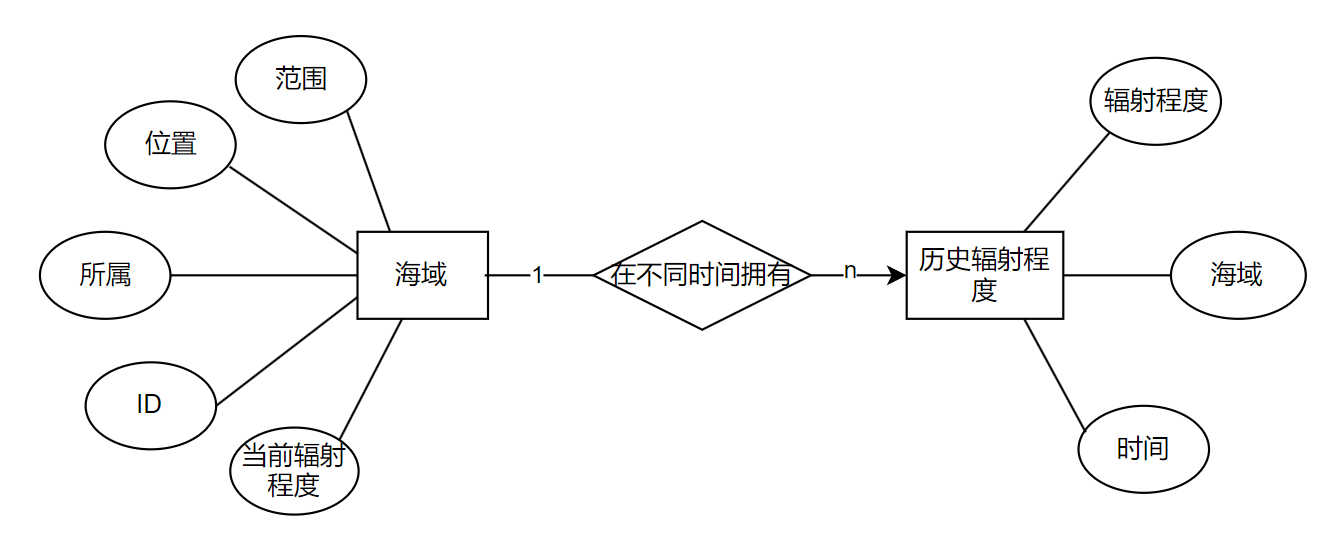 范围
辐射程度
位置
所属
海域
1
在不同时间拥有
n
历史辐射程
度
海域
ID
当前辐射
程度
时间